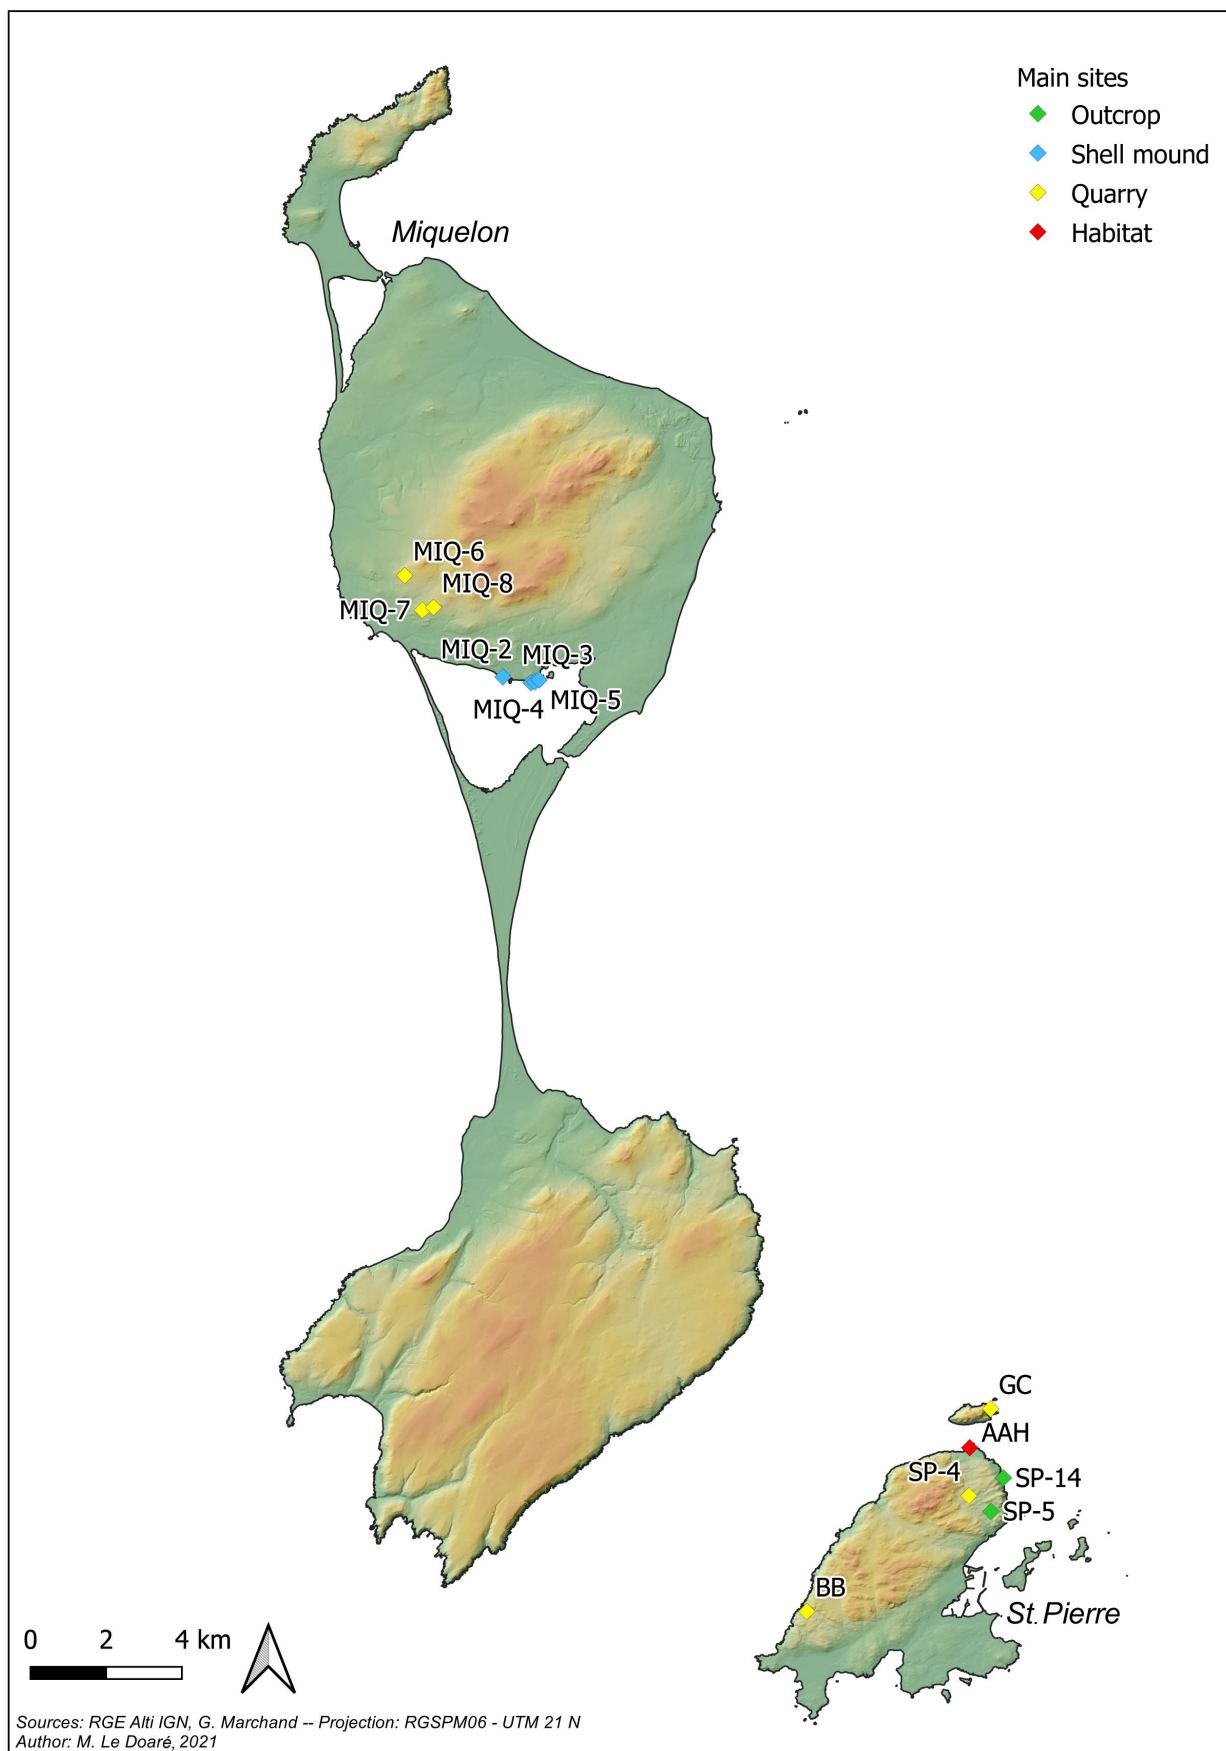 Main sites
Outcrop
Shell mound
Quarry
Habitat
Miquelon
MIQ-6
MIQ-8
MIQ-7
MIQ-2
MIQ-3
MIQ-5
MIQ-4
GC
AAH
SP-4
SP-14
SP-5
BB
St. Pierre
0 2 4 km
Sources: RGE Alti IGN, G. Marchand -- Projection: RGSPM06 - UTM 21 N
Author: M. Le Doaré, 2021